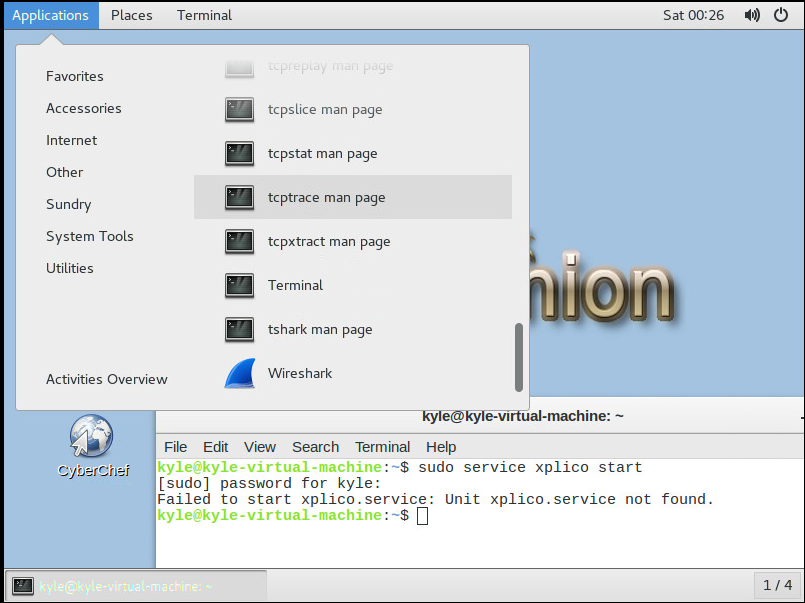 Applications Places Terminal Sat 00:26
Favorites
Accessories
Internet
Other
Sundry
System Tools
Utilities
Activities Overview
tcpreplay man page
tcpslice man page
tcpstat man page
tcptrace man page
tcpxtract man page
Terminal
tshark man page
Wireshark
nion
CyberChef
kyle@kyle-virtual-machine: ~
File Edit View Search Terminal Help
kyle@kyle-virtual-machine:~$ sudo service xplico start
[sudo] password for kyle:
Failed to start xplico.service: Unit xplico.service not found.
kyle@kyle-virtual-machine:~$
kyle@kyle-virtual-machine: ~
1 / 4